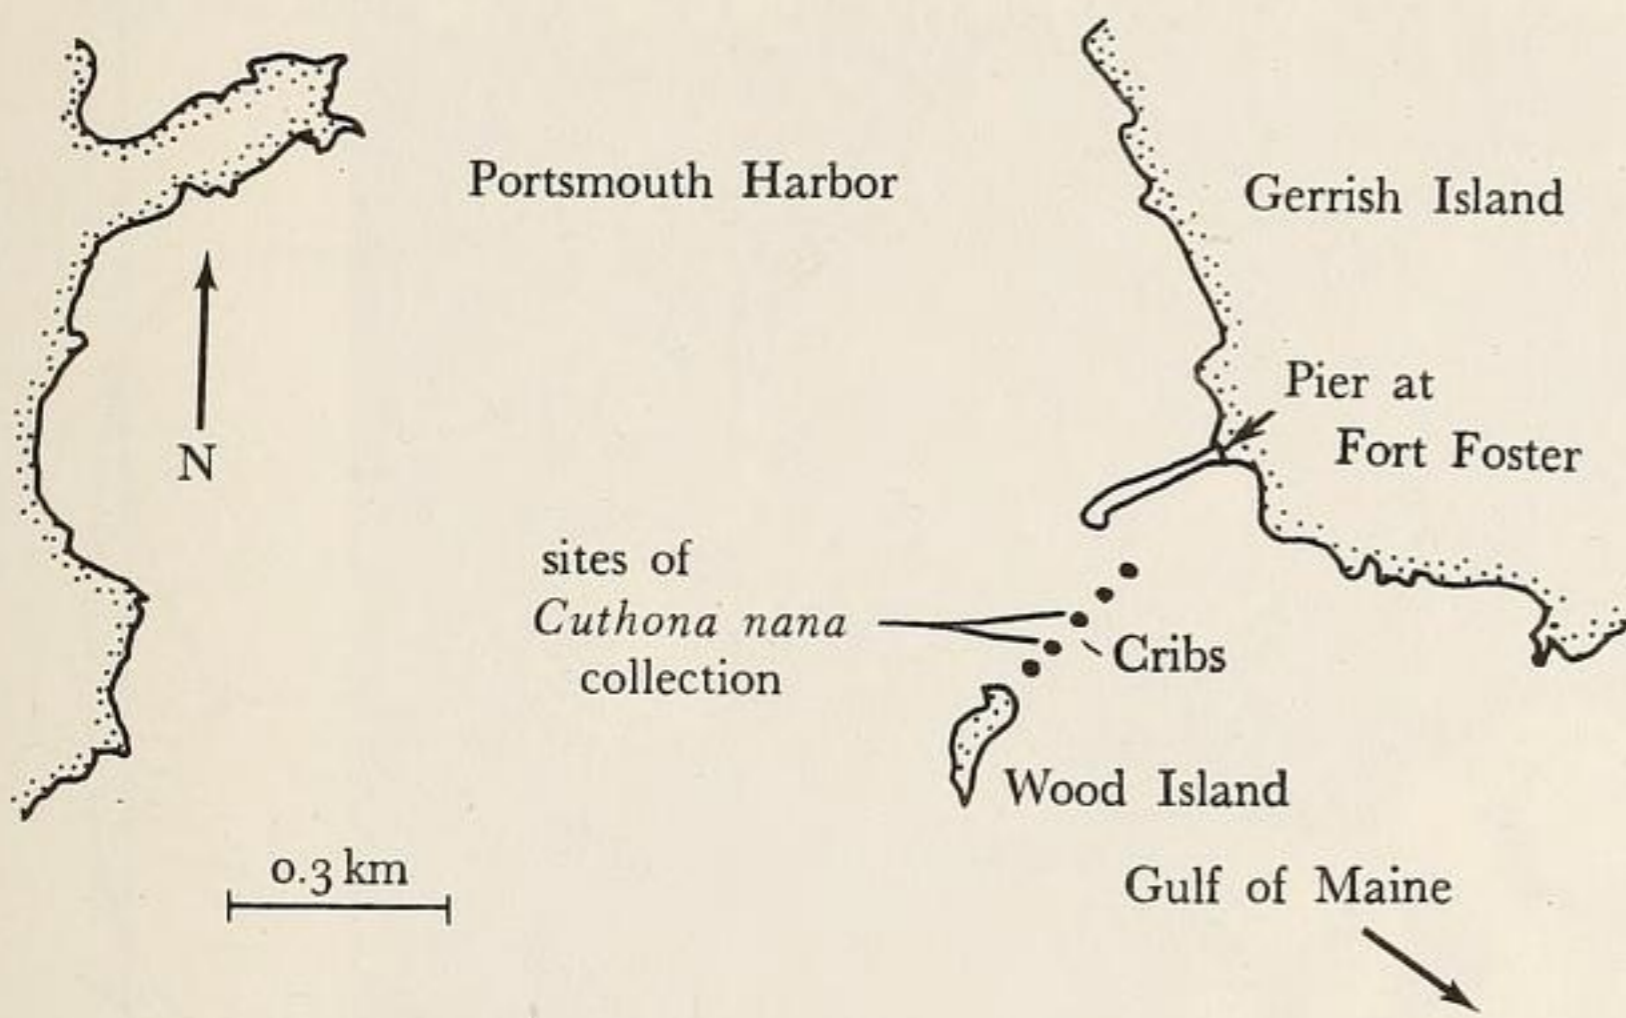 Portsmouth Harbor
Gerrish Island
Pier at
Fort Foster
N
sites of
Cuthona nana
collection
Cribs
Wood Island
0.3 km
Gulf of Maine